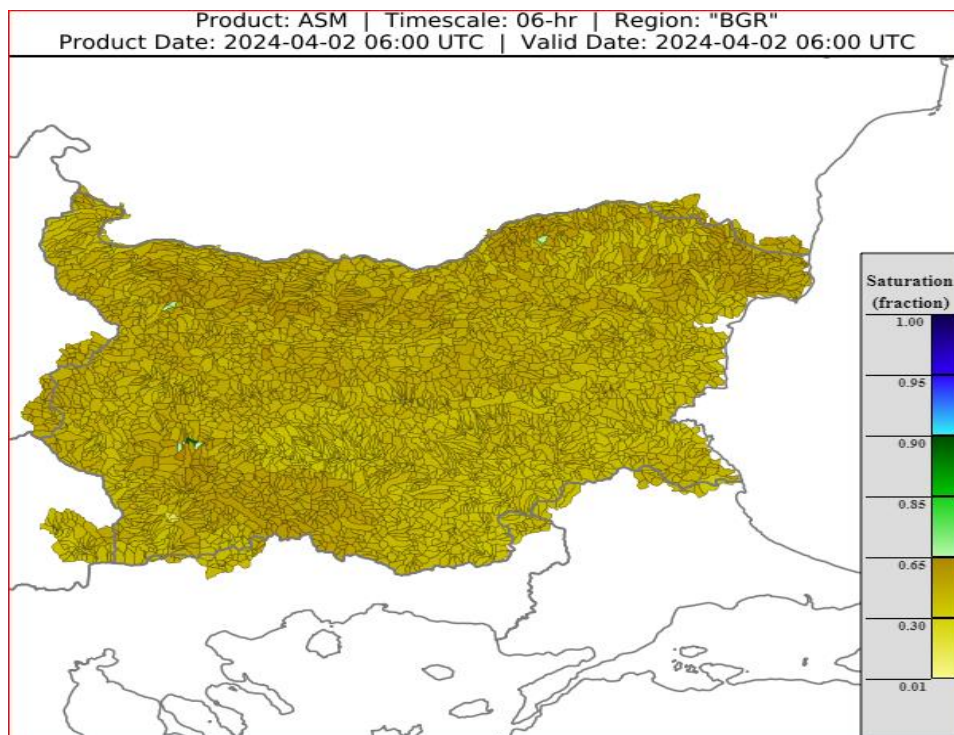 Product: ASM | Timescale: 06-hr | Region: "BGR"
Product Date: 2024-04-02 06:00 UTC | Valid Date: 2024-04-02 06:00 UTC
Saturation
(fraction)
1.00
0.95
0.90
0.85
0.65
0.30
0.01